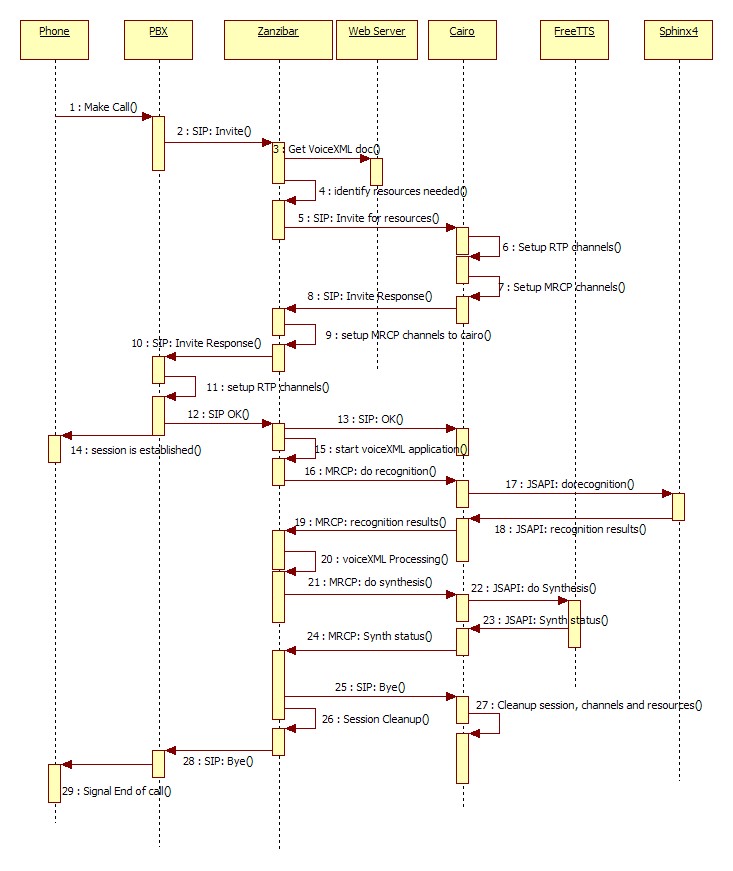 Phone
PBX
Zanzibar
Web Server
Cairo
FreeTTS
Sphinx4
1 : Make Call()
2 : SIP: Invite()
3 : Get VoiceXML doc()
4 : identify resources needed()
5 : SIP: Invite for resources()
6 : Setup RTP channels()
7 : Setup MRCP channels()
8 : SIP: Invite Response()
9 : setup MRCP channels to cairo()
10 : SIP: Invite Response()
11 : setup RTP channels()
12 : SIP OK()
13 : SIP: OK()
14 : session is established()
15 : start voiceXML application()
16 : MRCP: do recognition()
17 : JSAPI: dorecognition()
18 : JSAPI: recognition results()
19 : MRCP: recognition results()
20 : voiceXML Processing()
21 : MRCP: do synthesis()
22 : JSAPI: do Synthesis()
23 : JSAPI: Synth status()
24 : MRCP: Synth status()
25 : SIP: Bye()
26 : Session Cleanup()
27 : Cleanup session, channels and resources()
28 : SIP: Bye()
29 : Signal End of call()